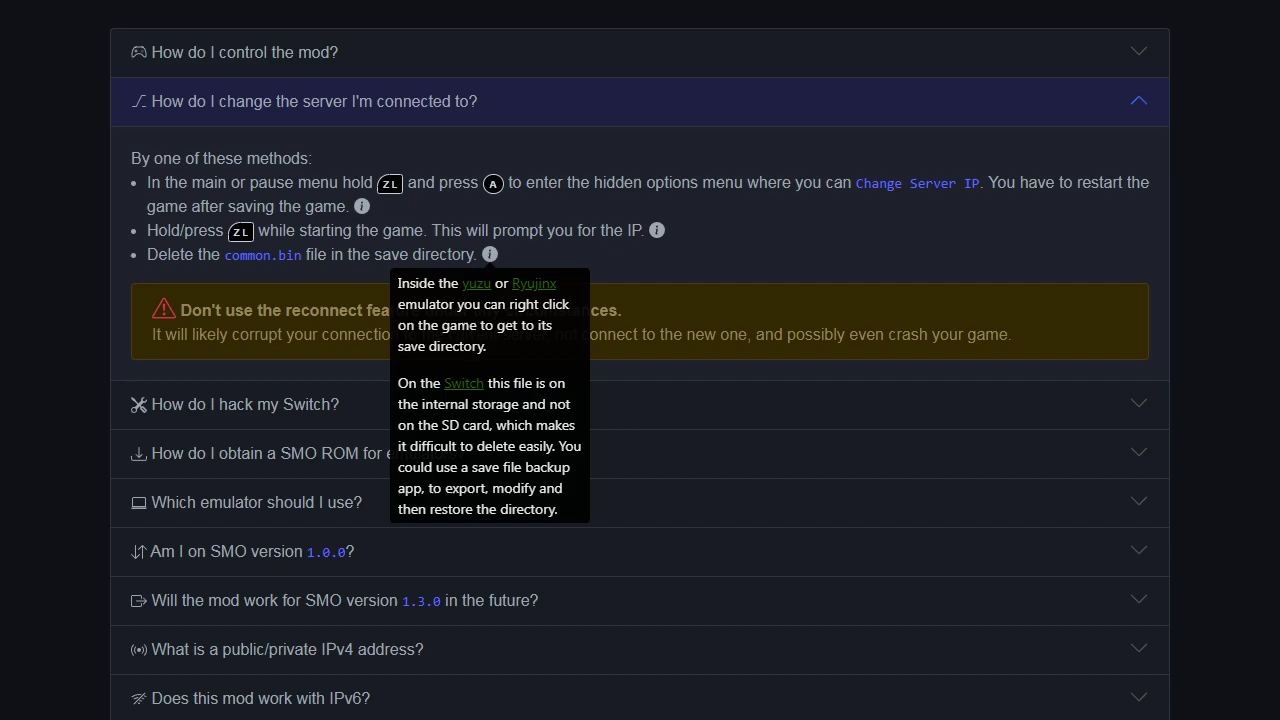 How do I control the mod?
How do I change the server I'm connected to?
By one of these methods:
• In the main or pause menu hold ZL and press A to enter the hidden options menu where you can Change Server IP. You have to restart the
game after saving the game. i
• Hold/press ZL while starting the game. This will prompt you for the IP. i
• Delete the common.bin file in the save directory. i
Inside the yuzu or Ryujinx
emulator you can right click
on the game to get to its
save directory.
On the Switch this file is on
the internal storage and not
on the SD card, which makes
it difficult to delete easily. You
could use a save file backup
app, to export, modify and
then restore the directory.
Don't use the reconnect
It will likely corrupt your connect to the new one, and possibly even crash your game.
How do I hack my Switch?
How do I obtain a SMO ROM for
Which emulator should I use?
Am I on SMO version 1.0.0?
Will the mod work for SMO version 1.3.0 in the future?
What is a public/private IPv4 address?
Does this mod work with IPv6?